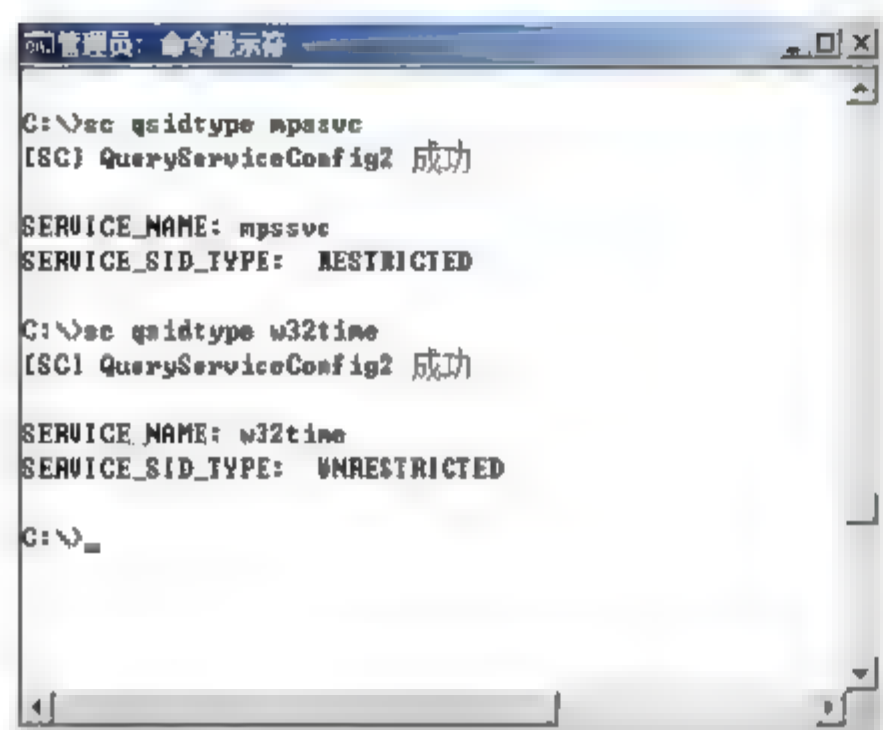 管理员: 命令提示符
C:\>sc qsidtype mpssvc
[SC] QueryServiceConfig2 成功
SERVICE_NAME: mpssvc
SERVICE_SID_TYPE:  RESTRICTED
C:\>sc qsidtype w32time
[SC] QueryServiceConfig2 成功
SERVICE_NAME: w32time
SERVICE_SID_TYPE:  UNRESTRICTED
C:\>_